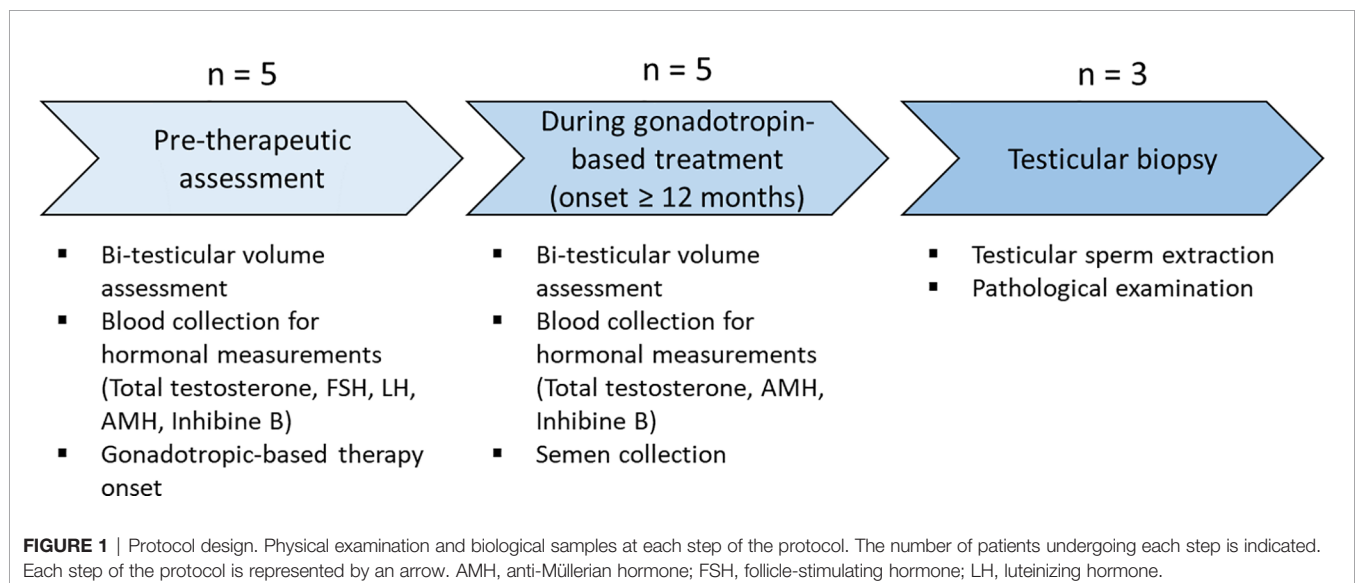 n = 5
Pre-therapeutic
assessment
▪ Bi-testicular volume
assessment
▪ Blood collection for
hormonal measurements
(Total testosterone, FSH, LH,
AMH, Inhibine B)
▪ Gonadotropic-based therapy
onset
n = 5
During gonadotropin-
based treatment
(onset ≥ 12 months)
▪ Bi-testicular volume
assessment
▪ Blood collection for
hormonal measurements
(Total testosterone, AMH,
Inhibine B)
▪ Semen collection
n = 3
Testicular biopsy
▪ Testicular sperm extraction
▪ Pathological examination
FIGURE 1 | Protocol design. Physical examination and biological samples at each step of the protocol. The number of patients undergoing each step is indicated.
Each step of the protocol is represented by an arrow. AMH, anti-Müllerian hormone; FSH, follicle-stimulating hormone; LH, luteinizing hormone.